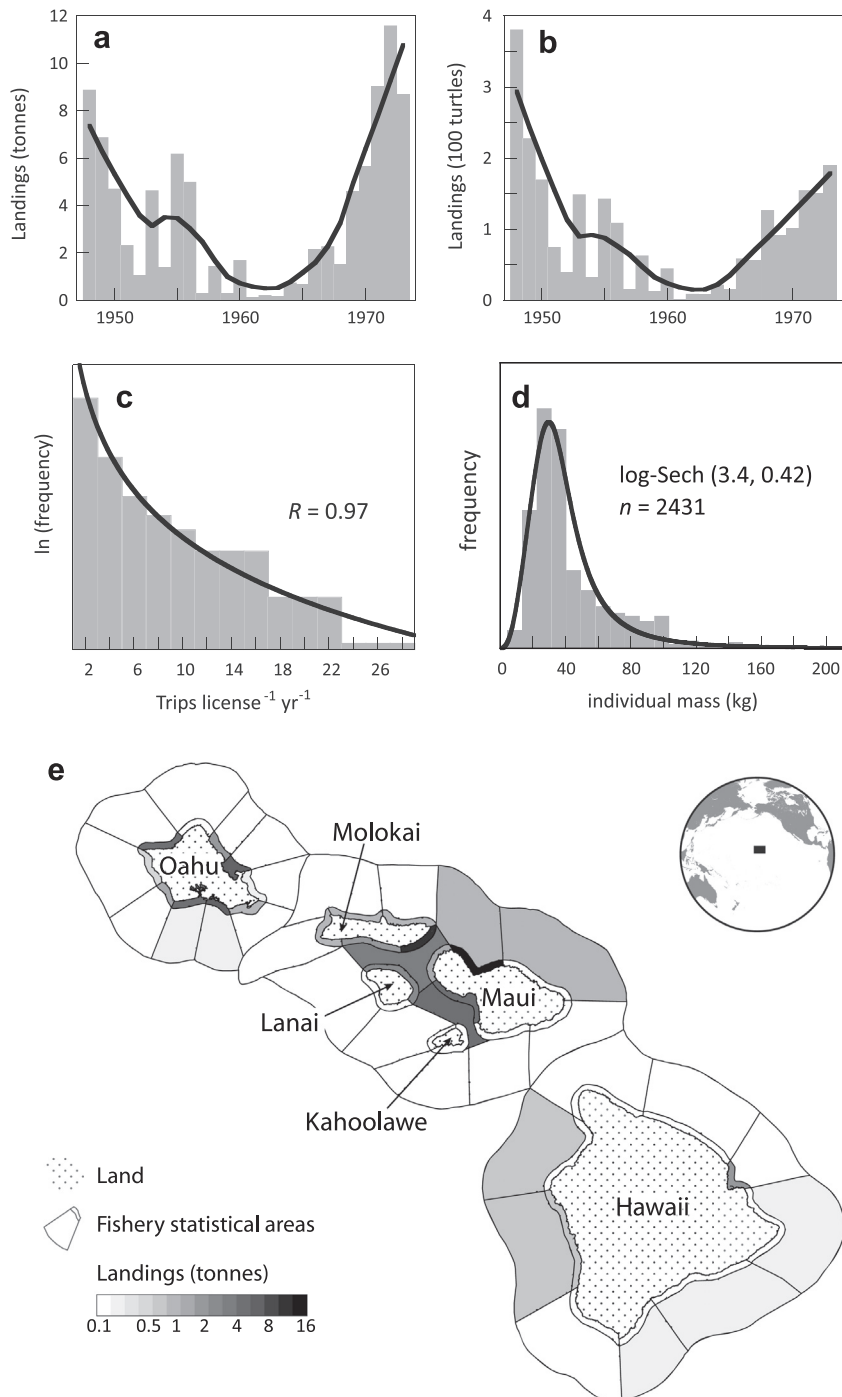 a
Landings (tonnes)
12
10
8
6
4
2
0
1950
1960
1970
b
Landings (100 turtles)
4
3
2
1
0
1950
1960
1970
c
ln (frequency)
R = 0.97
2
6
10
14
18
22
26
Trips license⁻¹ yr⁻¹
d
frequency
log-Sech (3.4, 0.42)
n = 2431
0
40
80
120
160
200
individual mass (kg)
e
Molokai
Oahu
Maui
Lanai
Kahoolawe
Hawaii
Land
Fishery statistical areas
Landings (tonnes)
0.1 0.5 1 2 4 8 16